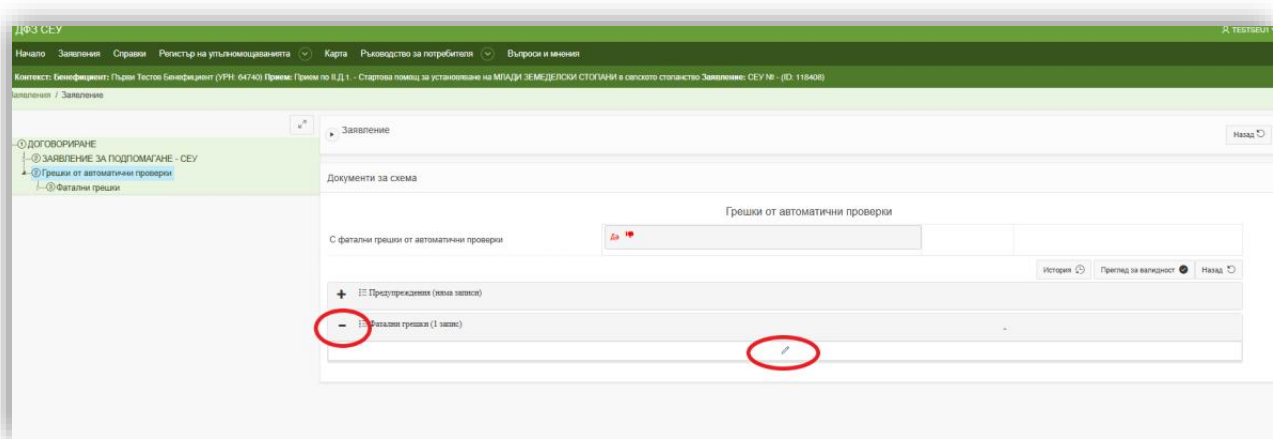 ДФЗ СЕУ
TESTSEU1
Начало Заявления Справки Регистър на упълномощаванията Карта Ръководство за потребителя Въпроси и мнения
Контекст: Бенефициент: Първи Тестов Бенефициент (УРН: 64740) Прием: Прием по II.Д.1. - Стартова помощ за установяване на МЛАДИ ЗЕМЕДЕЛСКИ СТОПАНИ в селското стопанство Заявление: СЕУ № - (ID: 118408)
Заявления / Заявление
Заявление
Назад
1 ДОГОВОРИРАНЕ
2 ЗАЯВЛЕНИЕ ЗА ПОДПОМАГАНЕ - СЕУ
2 Грешки от автоматични проверки
3 Фатални грешки
Документи за схема
Грешки от автоматични проверки
С фатални грешки от автоматични проверки
Да
История Преглед за валидност Назад
Предупреждения (няма записи)
Фатални грешки (1 запис)